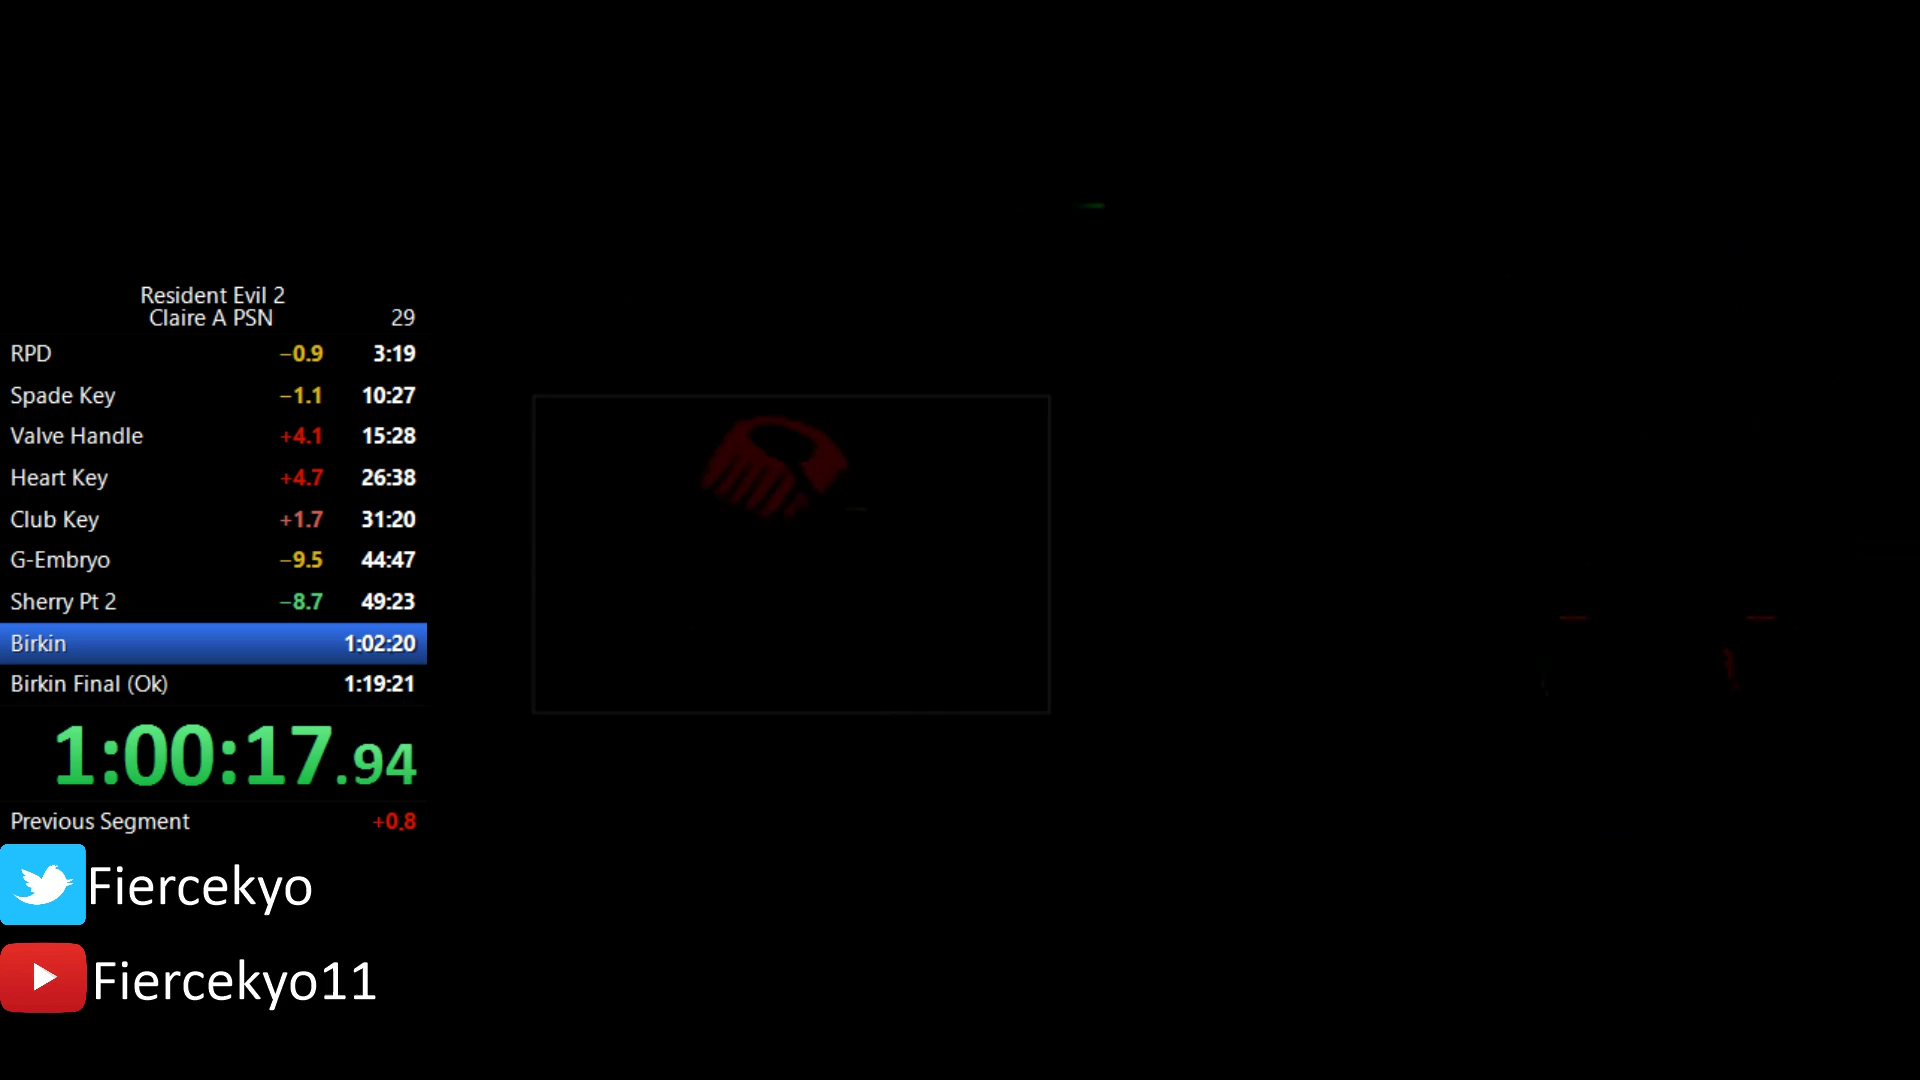 Resident Evil 2
Claire A PSN 29
RPD −0.9 3:19
Spade Key −1.1 10:27
Valve Handle +4.1 15:28
Heart Key +4.7 26:38
Club Key +1.7 31:20
G-Embryo −9.5 44:47
Sherry Pt 2 −8.7 49:23
Birkin 1:02:20
Birkin Final (Ok) 1:19:21
1:00:17.94
Previous Segment +0.8
Fiercekyo
Fiercekyo11